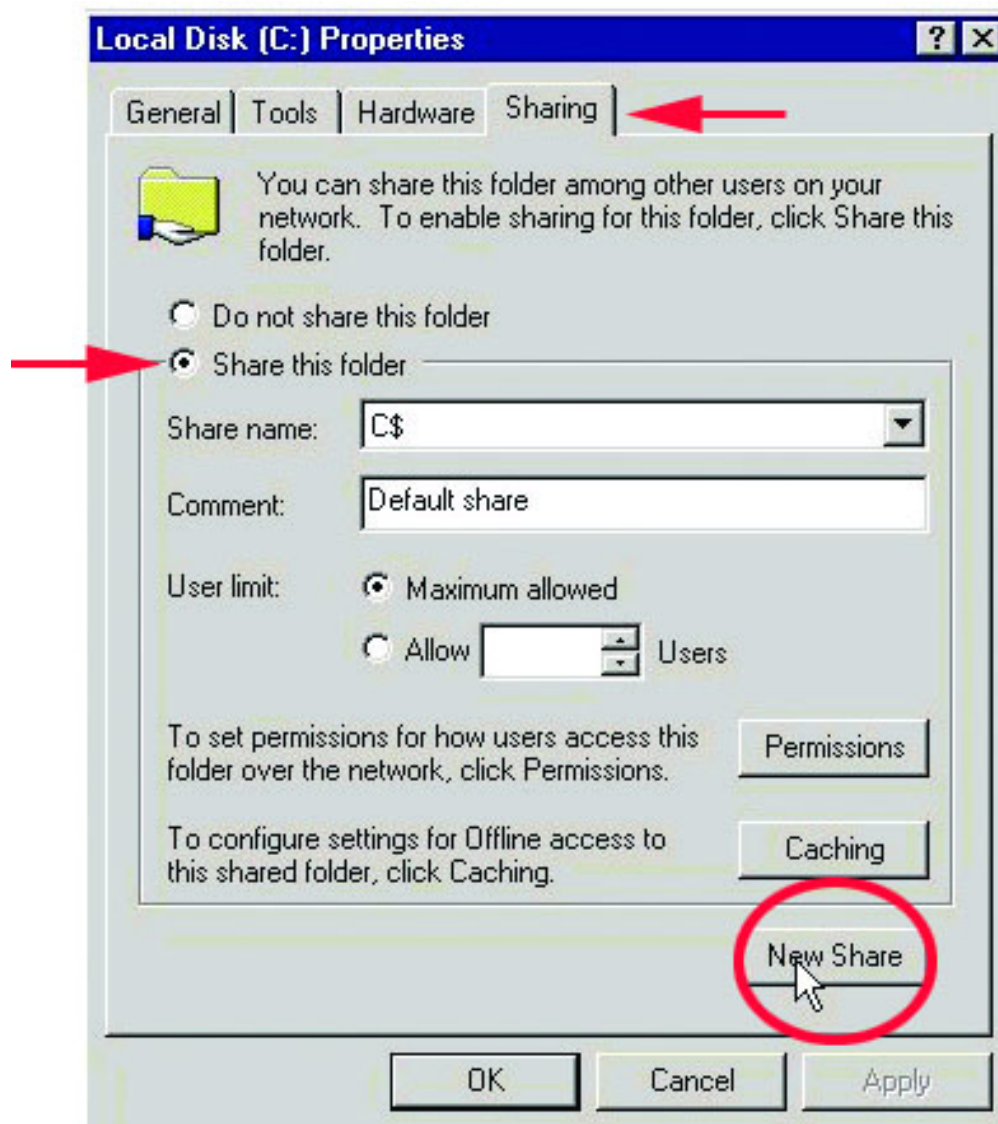 Local Disk (C:) Properties
?
General
Tools
Hardware
Sharing
You can share this folder among other users on your
network. To enable sharing for this folder, click Share this
folder.
Do not share this folder
Share this folder
Share name:
C$
Comment:
Default share
User limit:
Maximum allowed
Allow
Users
To set permissions for how users access this
folder over the network, click Permissions.
Permissions
To configure settings for Offline access to
this shared folder, click Caching.
Caching
New Share
OK
Cancel
Apply